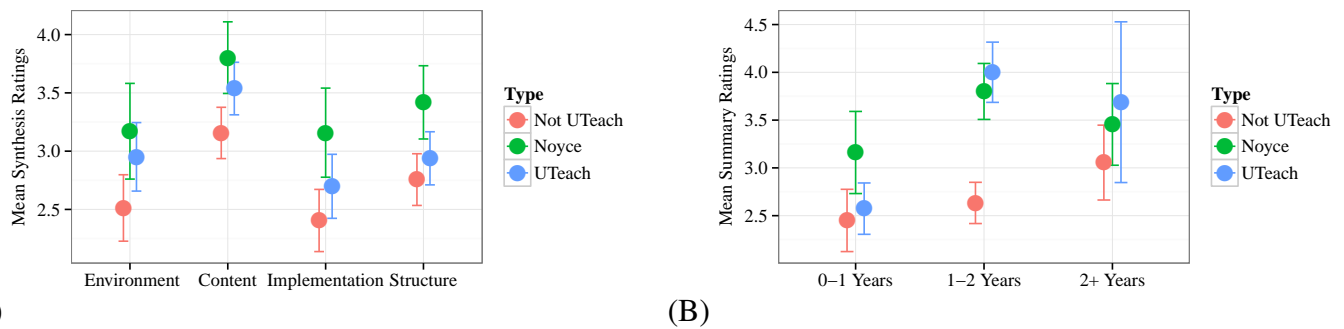 Mean Synthesis Ratings
4.0
3.5
3.0
2.5
Environment Content Implementation Structure
Type
Not UTeach
Noyce
UTeach
)
Mean Summary Ratings
4.5
4.0
3.5
3.0
2.5
0–1 Years 1–2 Years 2+ Years
Type
Not UTeach
Noyce
UTeach
(B)